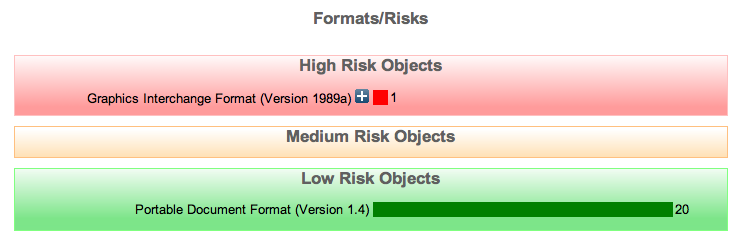 Formats/Risks
High Risk Objects
Graphics Interchange Format (Version 1989a) 1
Medium Risk Objects
Low Risk Objects
Portable Document Format (Version 1.4) 20